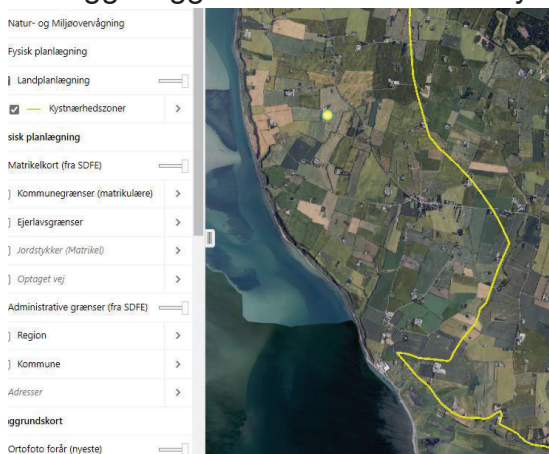 Natur- og Miljøovervågning
Fysisk planlægning
Landplanlægning
Kystnærhedszoner
sisk planlægning
Matrikelkort (fra SDFE)
Kommunegrænser (matrikulære)
Ejerlavsgrænser
Jordstykker (Matrikel)
Optaget vej
Administrative grænser (fra SDFE)
Region
Kommune
Adresser
ggrundskort
Ortofoto forår (nyeste)